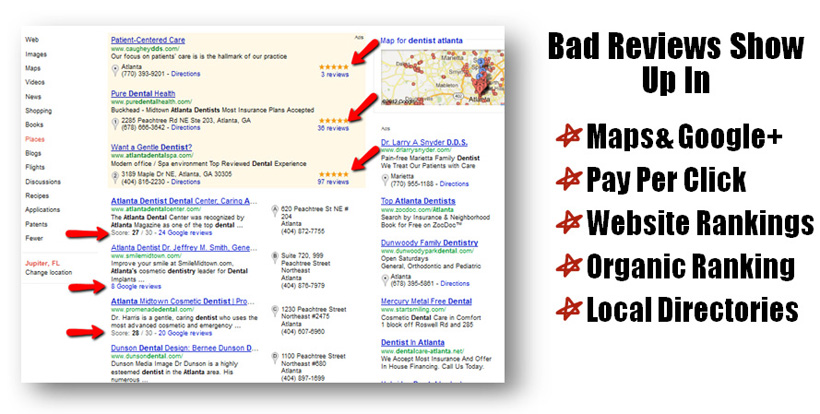 Web
Images
Maps
Videos
News
Shopping
Books
Places
Blogs
Flights
Discussions
Recipes
Applications
Patents
Fewer
Jupiter, FL
Change location
Ads
Patient-Centered Care
www.caugheydds.com/
Our focus on patients' care is is the hallmark of our practice
Atlanta
(770) 393-9201 - Directions
3 reviews
Pure Dental Health
www.puredentalhealth.com/
Buckhead - Midtown Atlanta Dentists Most Insurance Plans Accepted
2285 Peachtree Rd NE Ste 203, Atlanta, GA
(678) 666-3642 - Directions
36 reviews
Want a Gentle Dentist?
www.atlantadentalspa.com/
Modern office / Spa environment Top Reviewed Dental Experience
3189 Maple Dr NE, Atlanta, GA 30305
(404) 816-2230 - Directions
97 reviews
Atlanta Dentist Dental Center, Caring A...
www.atlantadentalcenter.com/
The Atlanta Dental Center was recognized by
Atlanta Magazine as one of the top dental ...
Score: 27 / 30 - 24 Google reviews
A
620 Peachtree St NE #
204
Atlanta
(404) 872-7755
Atlanta Dentist Dr. Jeffrey M. Smith, Gene...
www.smilemidtown.com/
Improve your smile at SmileMidtown.com,
Atlanta's cosmetic dentistry leader for Dental
Implants ...
8 Google reviews
B
Suite 720, 999
Peachtree Street
Northeast
Atlanta
(404) 876-7979
Atlanta Midtown Cosmetic Dentist | Pro...
www.promenadedental.com/
Dr. Harris is a gentle, caring dentist who uses the
most advanced cosmetic and emergency ...
Score: 28 / 30 - 20 Google reviews
C
1230 Peachtree Street
Northeast #2475
Atlanta
(404) 607-6960
Dunson Dental Design: Bernee Dunson D...
www.dunsondental.com/
Dunson Media Image Dr Dunson is a highly
esteemed dentist in the Atlanta area. His
numerous ...
D
1100 Peachtree Street
Northeast #680
Atlanta
(404) 897-1699
Map for dentist atlanta
Marietta
Mableton
Atlanta
Ads
Dr. Larry A Snyder D.D.S.
www.drlarrysnyder.com/
Pain-free Marietta Family Dentist
We Treat Our Patients with Care
Marietta
(770) 955-1188 - Directions
Top Atlanta Dentists
www.zocdoc.com/Atlanta
Search by Insurance & Neighborhood
Book for Free on ZocDoc™
Dunwoody Family Dentistry
www.dunwoodyparkdental.com/
Open Saturdays
General, Orthodontic and Pediatric
Atlanta
(678) 395-5861 - Directions
Mercury Metal Free Dental
www.startsmiling.com/
Cosmetic Dental Care in Comfort
1 block off Roswell Rd and 285
Dentist In Atlanta
www.dentalcare-atlanta.net/
We Accept Most Insurance And Offer
In House Financing. Call Us Today.
Bad Reviews Show
Up In
Maps& Google+
Pay Per Click
Website Rankings
Organic Ranking
Local Directories